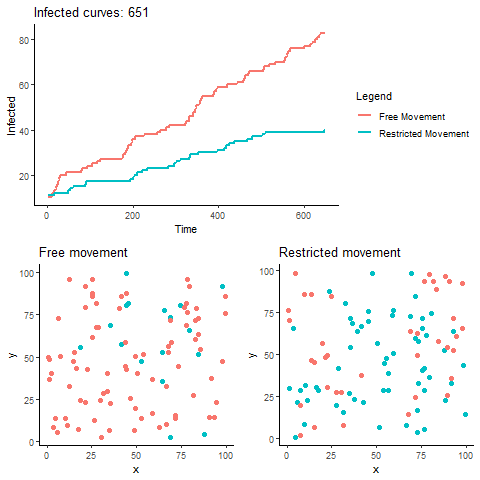 Infected curves: 651
80
60
40
20
Infected
0
200
400
600
Time
Legend
Free Movement
Restricted Movement
Free movement
100
75
50
25
0
y
0
25
50
75
100
x
Restricted movement
100
75
50
25
0
y
0
25
50
75
100
x